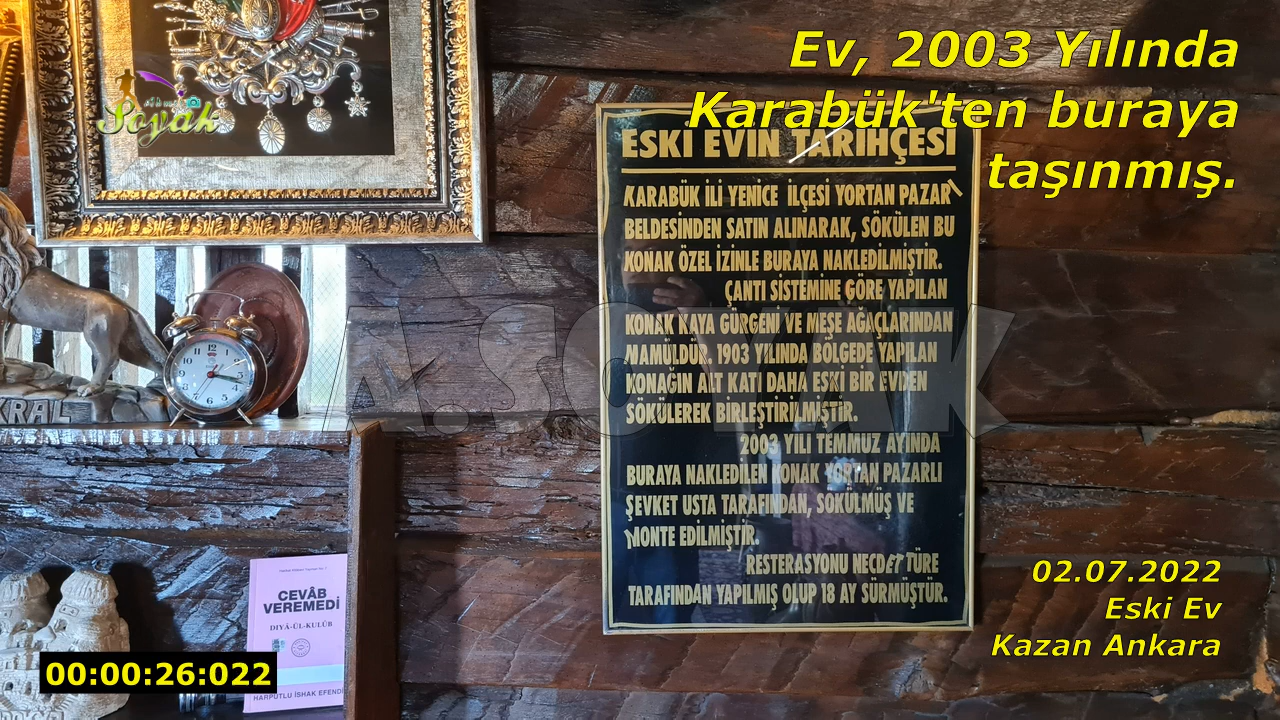 Ev, 2003 Yılında
Karabük'ten buraya
taşınmış.
Soyak
ESKİ EVİN TARİHÇESİ
KARABÜK İLİ YENİCE İLÇESİ YORTAN PAZARI
BELDESİNDEN SATIN ALINARAK, SÖKÜLEN BU
KONAK ÖZEL İZİNLE BURAYA NAKLEDİLMİŞTİR.
ÇANTI SİSTEMİNE GÖRE YAPILAN
KONAK KAYA GÜRGENİ VE MEŞE AĞAÇLARINDAN
MAMÜLDÜR. 1903 YILINDA BÖLGEDE YAPILAN
KONAĞIN ALT KATI DAHA ESKİ BİR EVDEN
SÖKÜLEREK BİRLEŞTİRİLMİŞTİR.
2003 YILI TEMMUZ AYINDA
BURAYA NAKLEDİLEN KONAK YORTAN PAZARLI
ŞEVKET USTA TARAFINDAN, SÖKÜLMÜŞ VE
MONTE EDİLMİŞTİR.
RESTERASYONU NECDET TÜRE
TARAFINDAN YAPILMIŞ OLUP 18 AY SÜRMÜŞTÜR.
A.SOYAK
KRAL
CEVÂB
VEREMEDİ
DIYÂ-ÜL-KULÛB
HARPUTLU İSHAK EFENDİ
02.07.2022
Eski Ev
Kazan Ankara
00:00:26:022